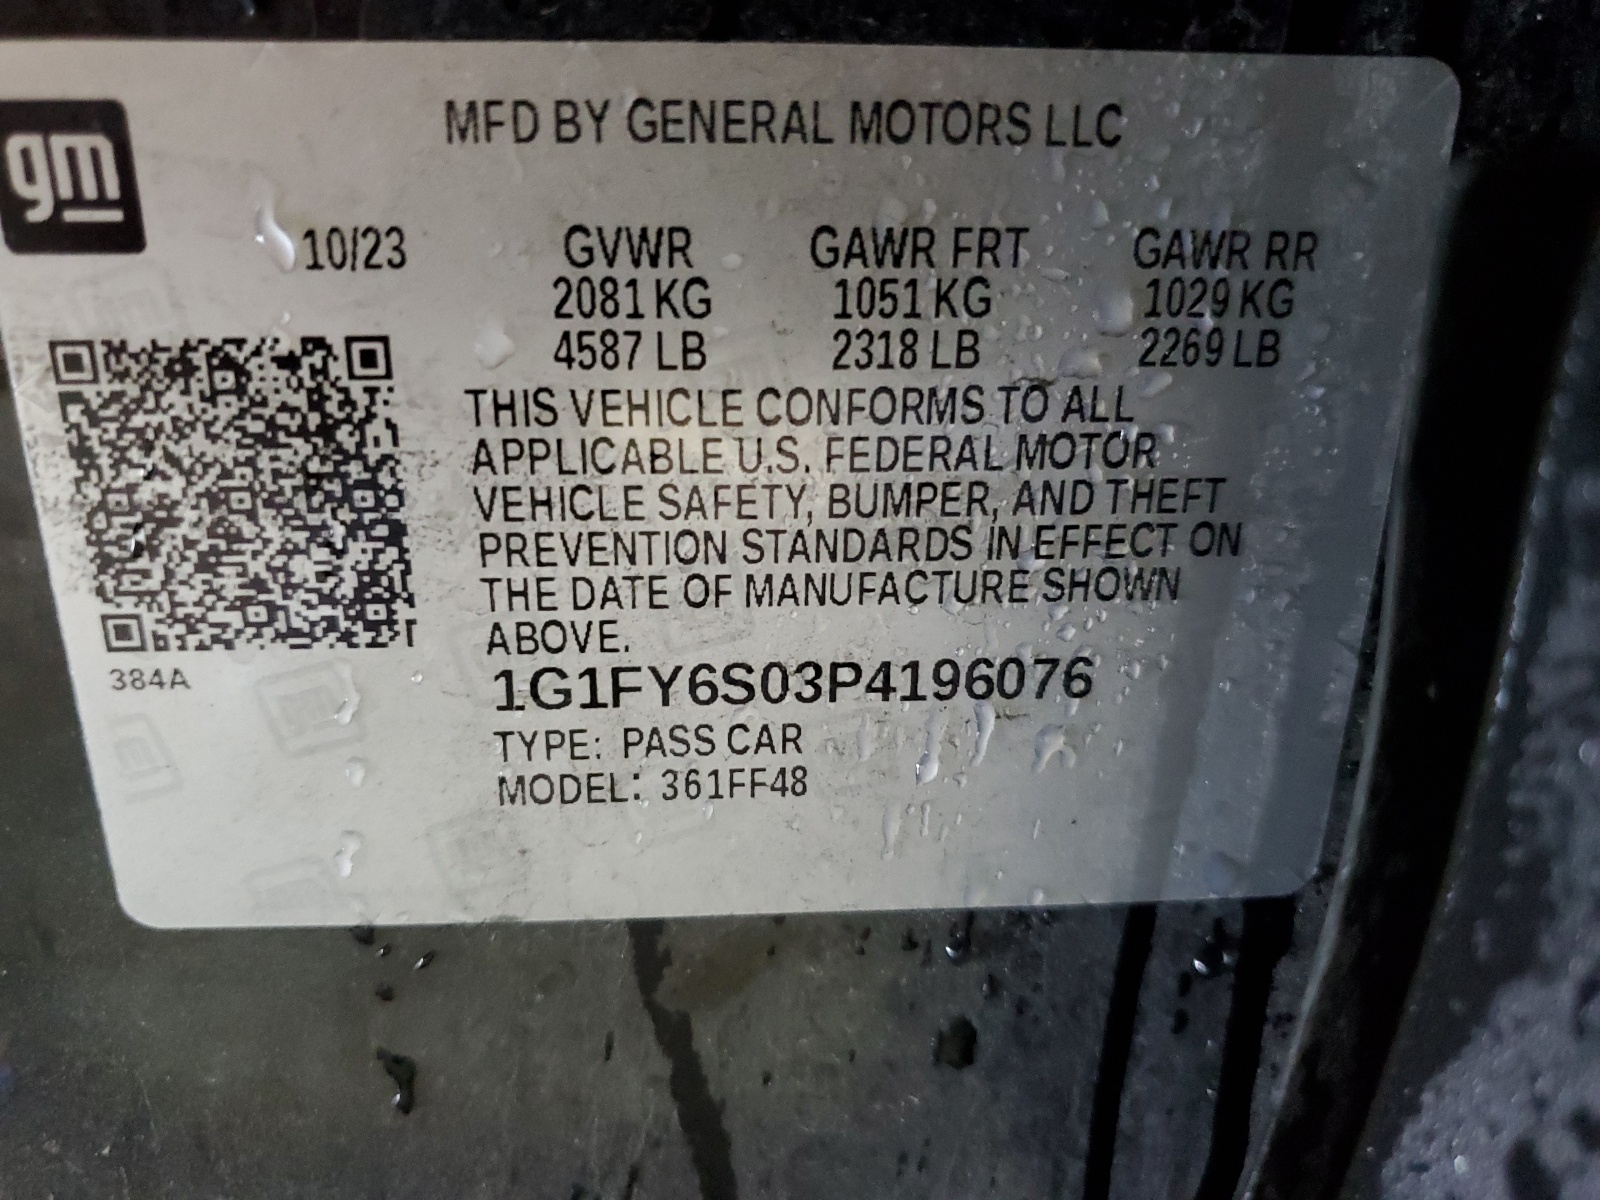 gm
MFD BY GENERAL MOTORS LLC
10/23 GVWR GAWR FRT GAWR RR
2081 KG 1051 KG 1029 KG
4587 LB 2318 LB 2269 LB
THIS VEHICLE CONFORMS TO ALL
APPLICABLE U.S. FEDERAL MOTOR
VEHICLE SAFETY, BUMPER, AND THEFT
PREVENTION STANDARDS IN EFFECT ON
THE DATE OF MANUFACTURE SHOWN
ABOVE.
384A
1G1FY6S03P4196076
TYPE: PASS CAR
MODEL: 361FF48